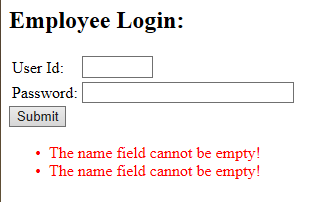 Employee Login:
User Id:
Password:
Submit
• The name field cannot be empty!
• The name field cannot be empty!